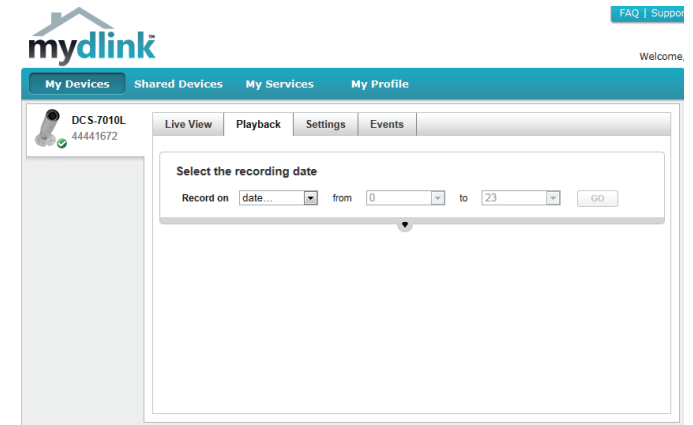 FAQ | Suppor
mydlink™
Welcome,
My Devices Shared Devices My Services My Profile
DCS-7010L
44441672
Live View Playback Settings Events
Select the recording date
Record on date... from 0 to 23 GO